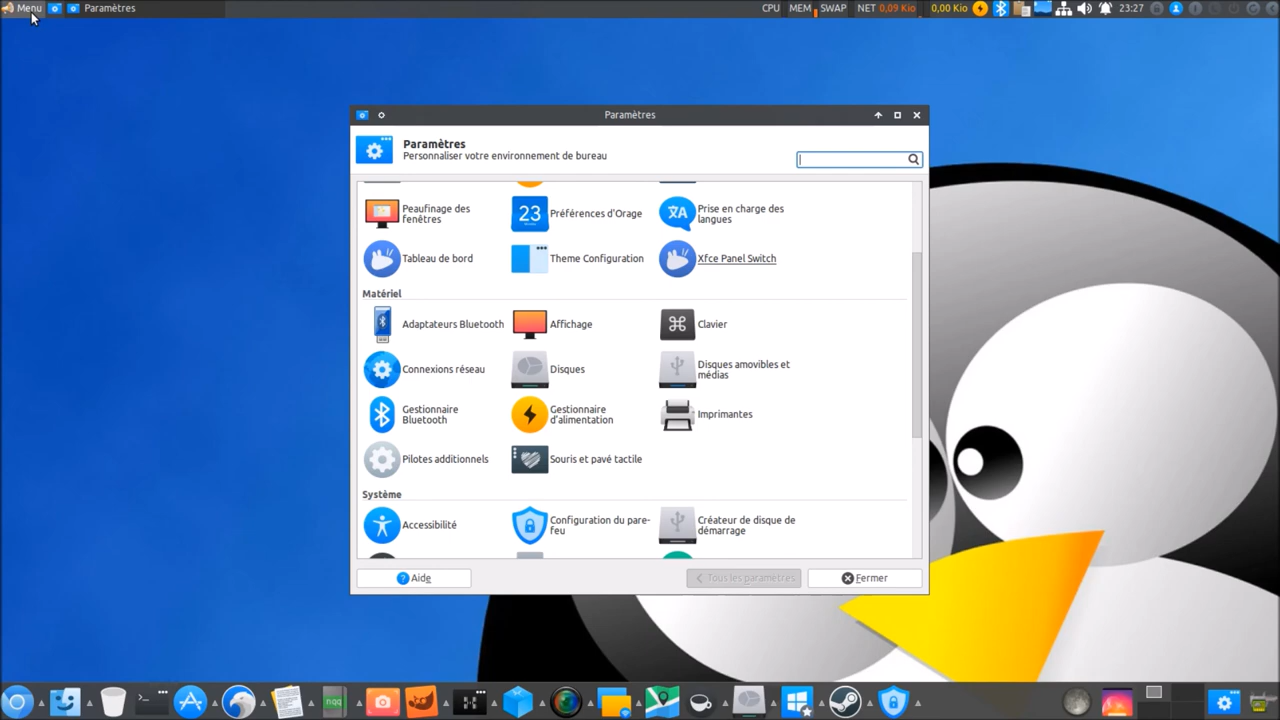 Menu Paramètres CPU MEM SWAP NET 0,09 Kio 0,00 Kio 23:27
Paramètres
Paramètres
Personnaliser votre environnement de bureau
Peaufinage des fenêtres
23 Préférences d'Orage
Prise en charge des langues
Tableau de bord
Theme Configuration
Xfce Panel Switch
Matériel
Adaptateurs Bluetooth
Affichage
Clavier
Connexions réseau
Disques
Disques amovibles et médias
Gestionnaire Bluetooth
Gestionnaire d'alimentation
Imprimantes
Pilotes additionnels
Souris et pavé tactile
Système
Accessibilité
Configuration du pare-feu
Créateur de disque de démarrage
Aide
Tous les paramètres
Fermer
nqq